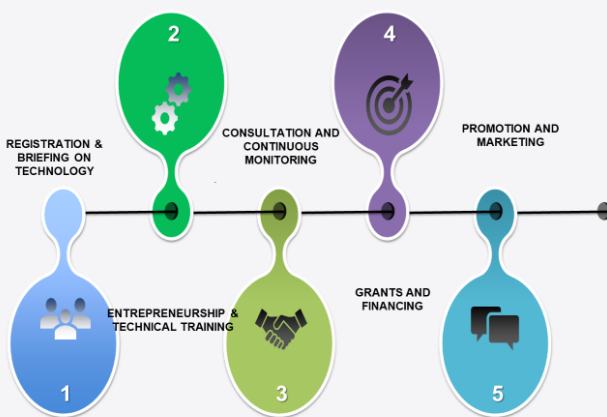 2
4
REGISTRATION &
BRIEFING ON
TECHNOLOGY
CONSULTATION AND
CONTINUOUS
MONITORING
PROMOTION AND
MARKETING
ENTREPRENEURSHIP &
TECHNICAL TRAINING
GRANTS AND
FINANCING
1
3
5